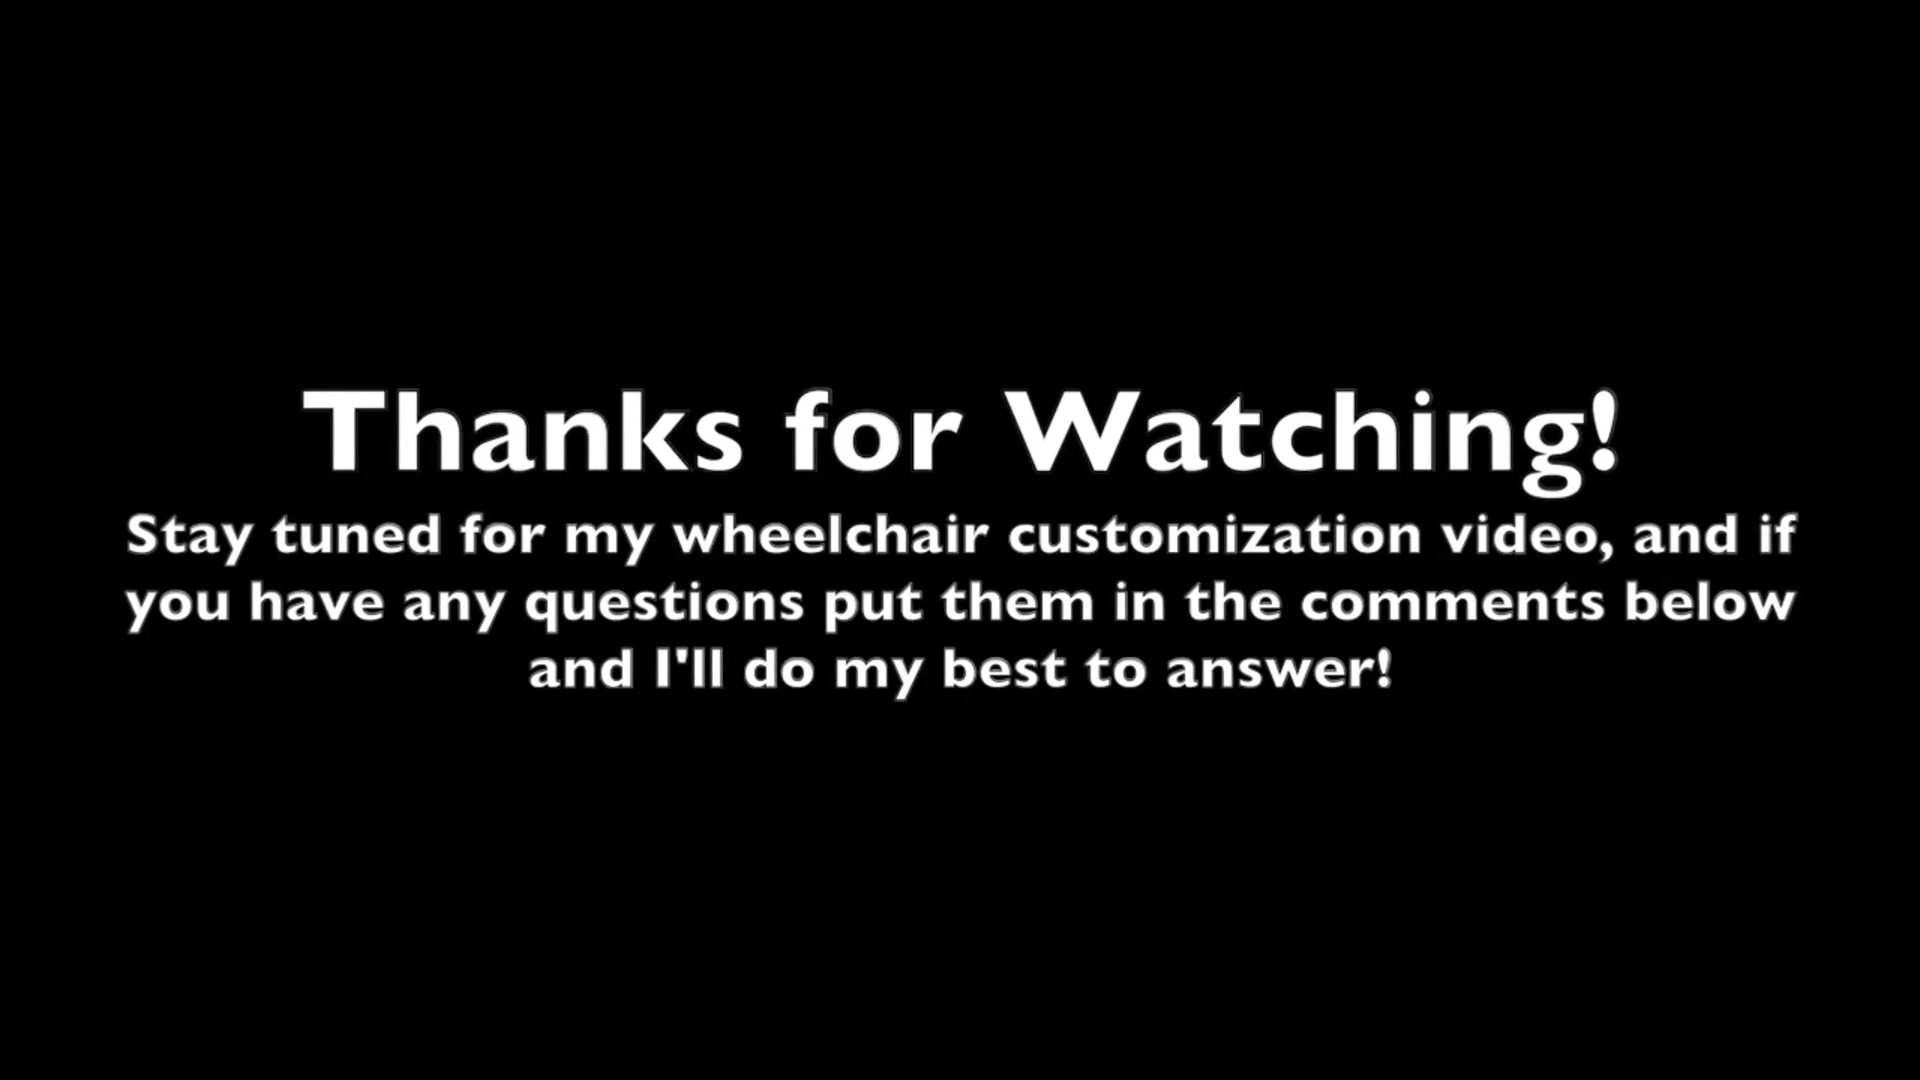 Thanks for Watching!
Stay tuned for my wheelchair customization video, and if
you have any questions put them in the comments below
and I'll do my best to answer!